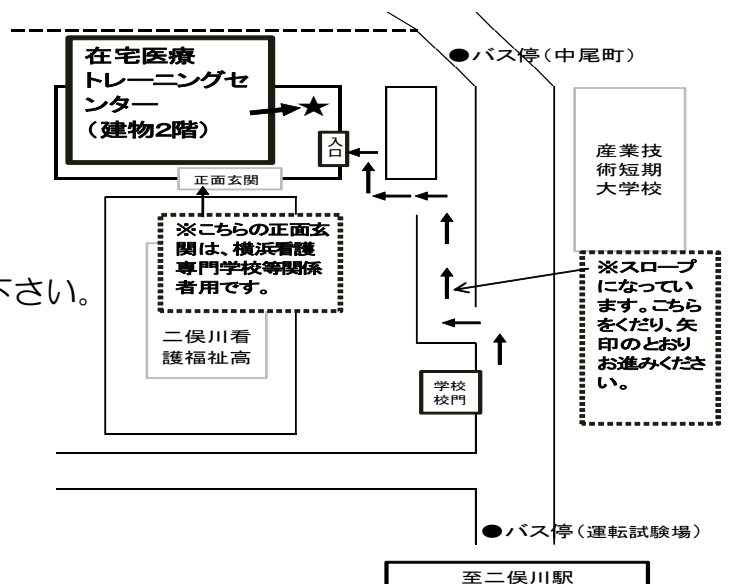 在宅医療
トレーニングセ
ンター
（建物2階）
★
●バス停（中尾町）
入口
正面玄関
産業技
術短期
大学校
※こちらの正面玄
関は、横浜看護
専門学校等関係
者用です。
※スロープ
になってい
ます。こちら
をくだり、矢
印のとおり
お進みくださ
い。
下さい。
二俣川看
護福祉高
学校
校門
●バス停（運転試験場）
至二俣川駅